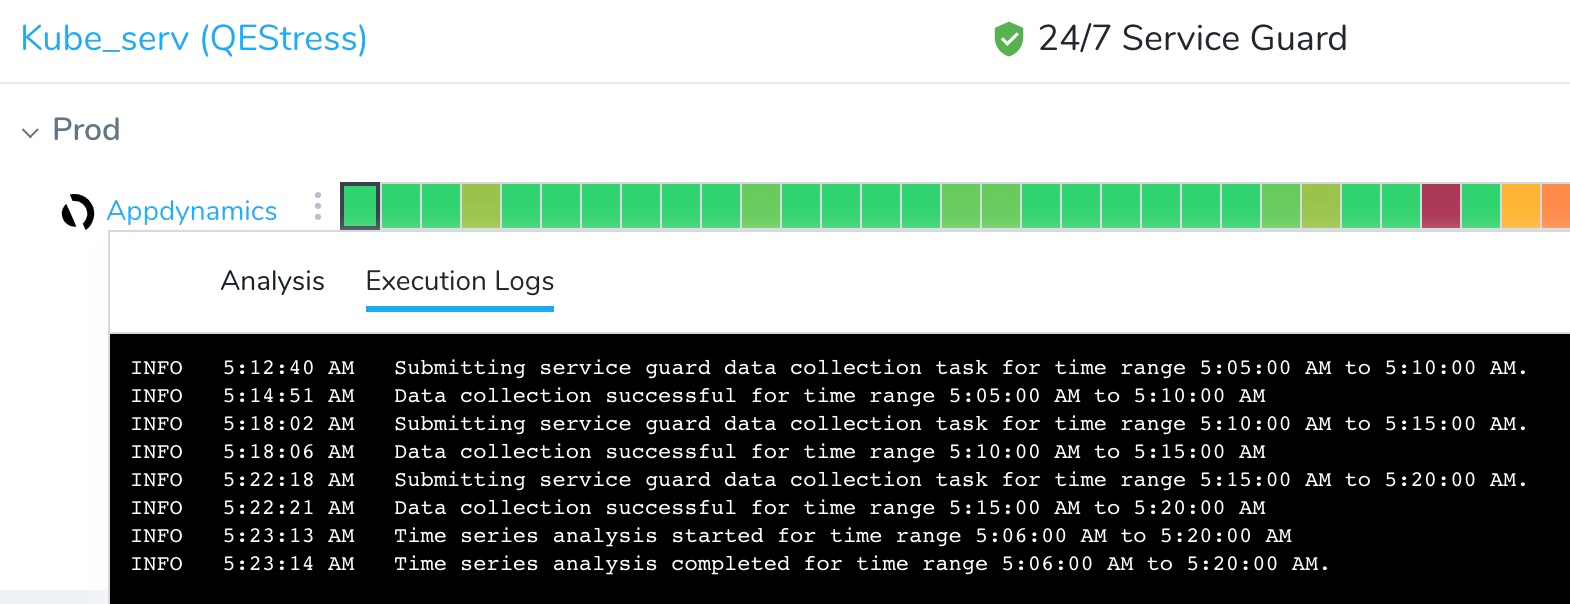 Kube_serv (QEStress)
24/7 Service Guard
Prod
Appdynamics
Analysis Execution Logs
INFO 5:12:40 AM Submitting service guard data collection task for time range 5:05:00 AM to 5:10:00 AM.
INFO 5:14:51 AM Data collection successful for time range 5:05:00 AM to 5:10:00 AM
INFO 5:18:02 AM Submitting service guard data collection task for time range 5:10:00 AM to 5:15:00 AM.
INFO 5:18:06 AM Data collection successful for time range 5:10:00 AM to 5:15:00 AM
INFO 5:22:18 AM Submitting service guard data collection task for time range 5:15:00 AM to 5:20:00 AM.
INFO 5:22:21 AM Data collection successful for time range 5:15:00 AM to 5:20:00 AM
INFO 5:23:13 AM Time series analysis started for time range 5:06:00 AM to 5:20:00 AM
INFO 5:23:14 AM Time series analysis completed for time range 5:06:00 AM to 5:20:00 AM.